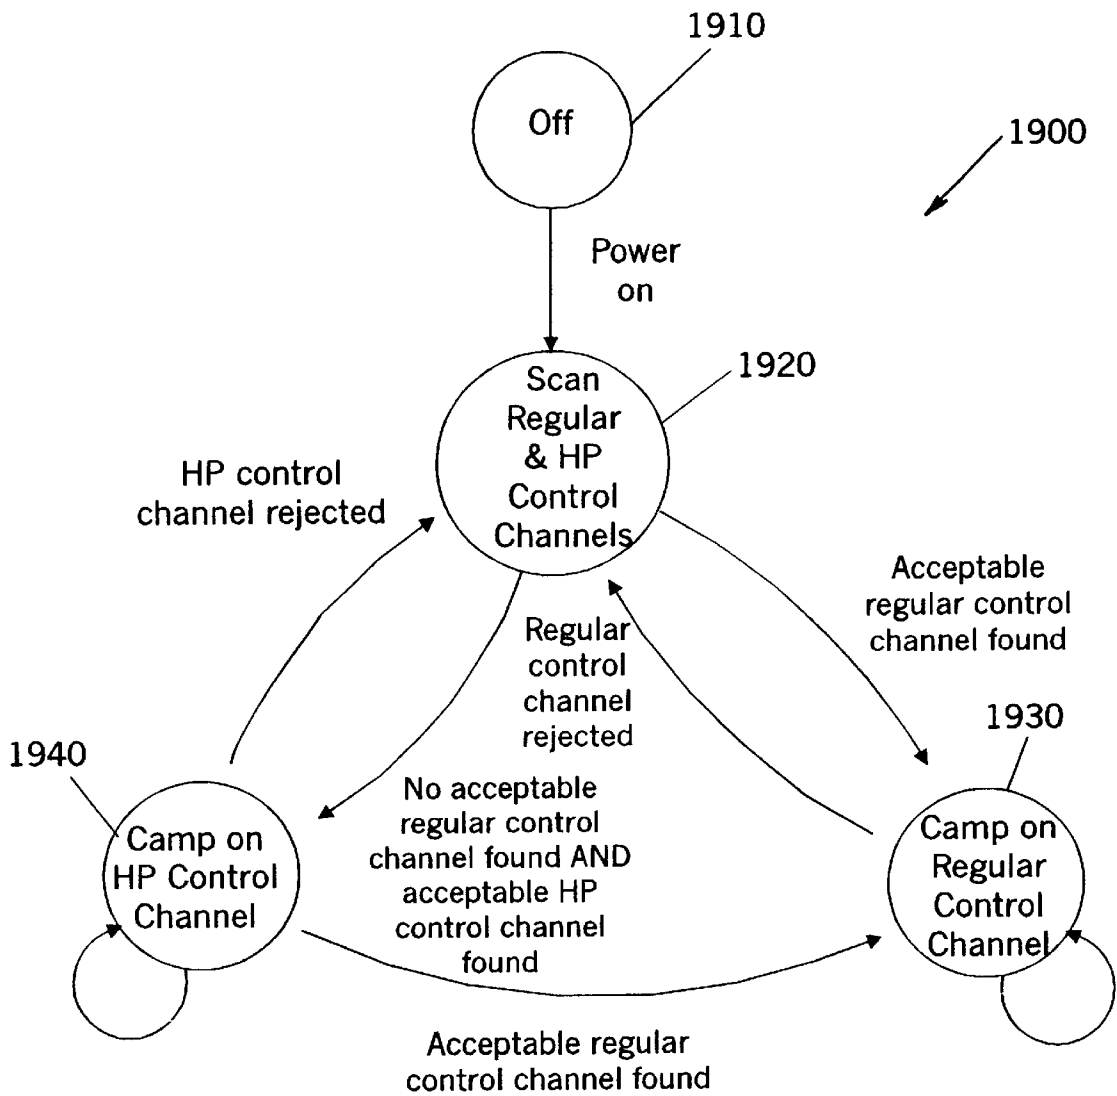 1910
Off
1900
Power
on
1920
Scan
Regular
& HP
Control
Channels
HP control
channel rejected
Acceptable
regular control
channel found
Regular
control
channel
rejected
1930
1940
No acceptable
regular control
channel found AND
acceptable HP
control channel
found
Camp on
HP Control
Channel
Camp on
Regular
Control
Channel
Acceptable regular
control channel found